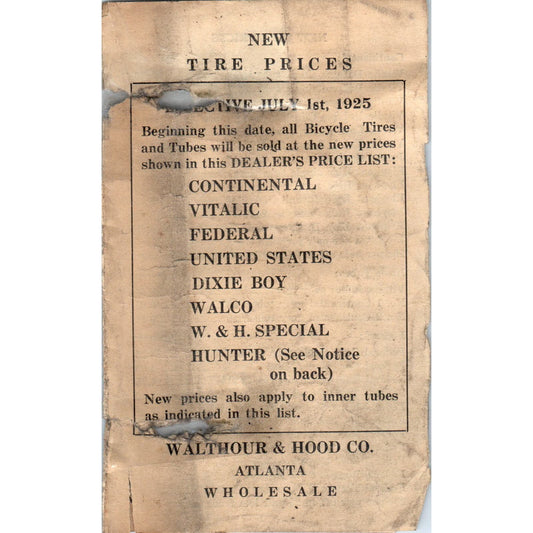 NEW
TIRE PRICES
EFFECTIVE JULY 1st, 1925
Beginning this date, all Bicycle Tires
and Tubes will be sold at the new prices
shown in this DEALER'S PRICE LIST:
CONTINENTAL
VITALIC
FEDERAL
UNITED STATES
DIXIE BOY
WALCO
W. & H. SPECIAL
HUNTER (See Notice
on back)
New prices also apply to inner tubes
as indicated in this list.
WALTHOUR & HOOD CO.
ATLANTA
WHOLESALE